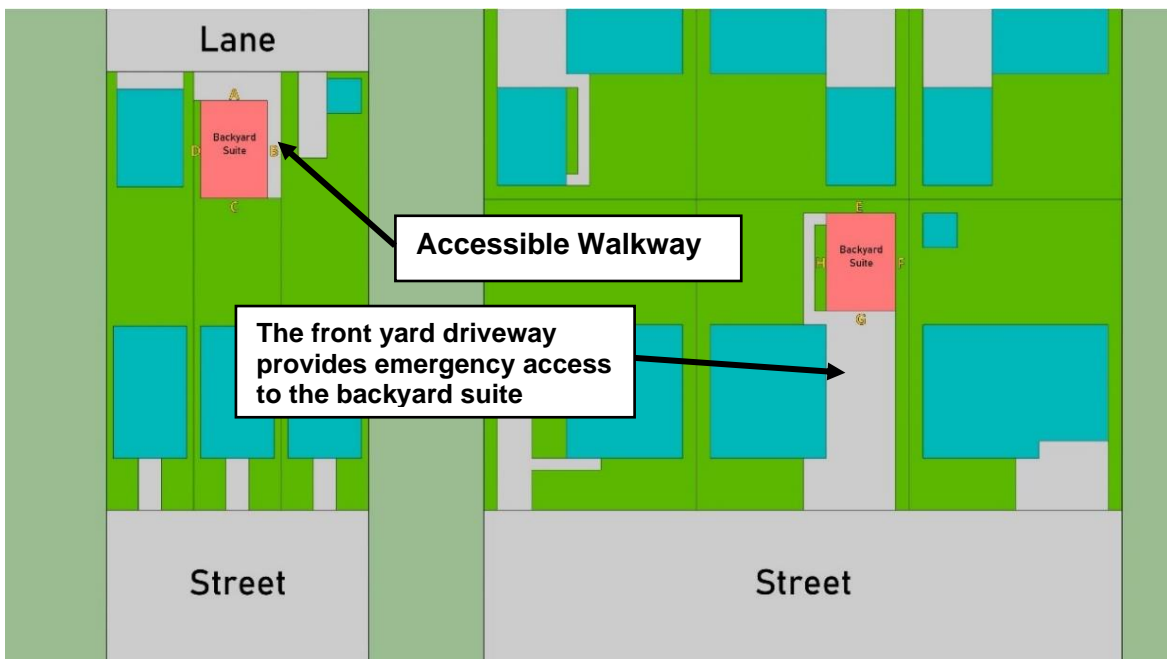 Lane
A
Backyard
Suite
D
B
C
Accessible Walkway
The front yard driveway
provides emergency access
to the backyard suite
E
Backyard
Suite
H
F
G
Street
Street